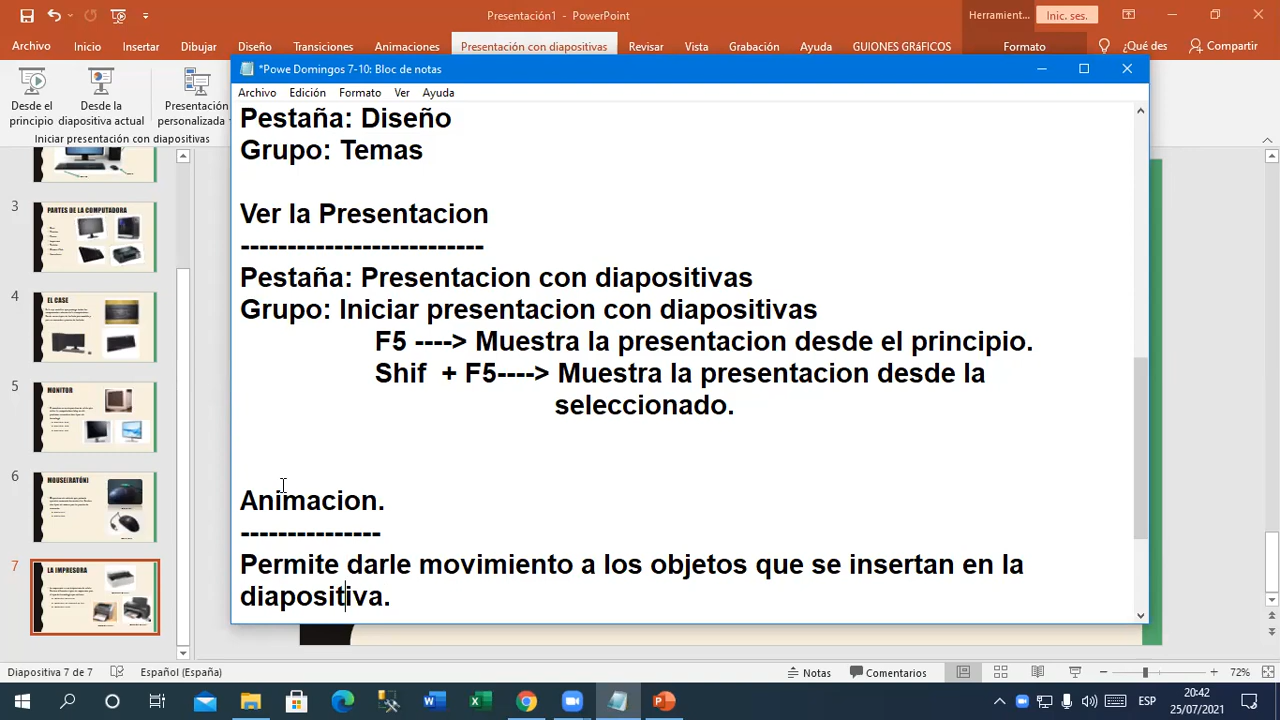 Presentación1 - PowerPoint
Herrament... Inic. ses.
Archivo Inicio Insertar Dibujar Diseño Transiciones Animaciones Presentación con diapositivas Revisar Vista Grabación Ayuda GUIONES GRÁFICOS Formato ¿Qué des Compartir
Desde el principio
Desde la diapositiva actual
Presentación personalizada
Iniciar presentación con diapositivas
*Powe Domingos 7-10: Bloc de notas
Archivo Edición Formato Ver Ayuda
Pestaña: Diseño
Grupo: Temas
Ver la Presentacion
--------------------------
Pestaña: Presentacion con diapositivas
Grupo: Iniciar presentación con diapositivas
F5 ----> Muestra la presentacion desde el principio.
Shif + F5----> Muestra la presentacion desde la
seleccionado.
Animacion.
---------------
Permite darle movimiento a los objetos que se insertan en la
diapositiva.
3
PARTES DE LA COMPUTADORA
4
EL CASE
5
MONITOR
6
MOUSE(RATÓN)
7
LA IMPRESORA
Diapositiva 7 de 7 Español (España) Notas Comentarios 72%
ESP
20:42
25/07/2021